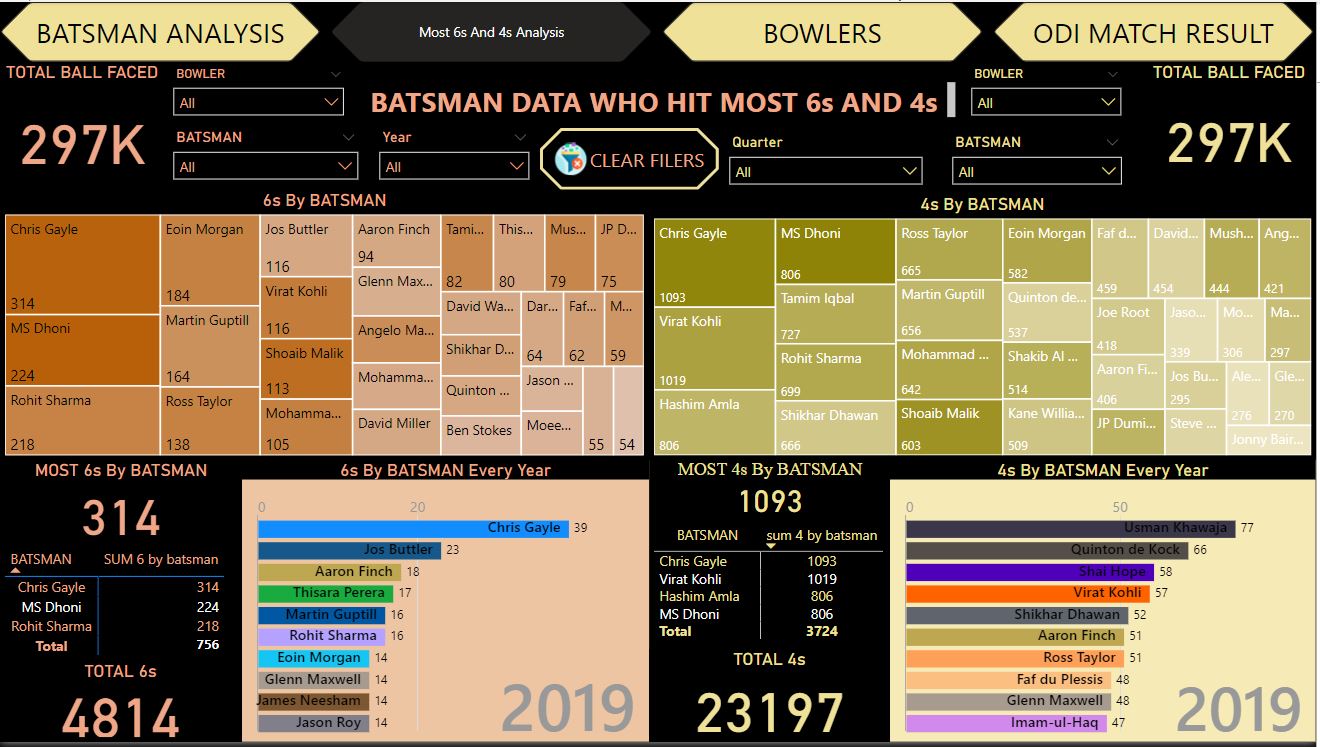 BATSMAN ANALYSIS
Most 6s And 4s Analysis
BOWLERS
ODI MATCH RESULT
TOTAL BALL FACED
297K
BOWLER
All
BATSMAN
All
Year
All
BATSMAN DATA WHO HIT MOST 6s AND 4s
CLEAR FILERS
Quarter
All
BOWLER
All
BATSMAN
All
TOTAL BALL FACED
297K
6s By BATSMAN
Chris Gayle
314
MS Dhoni
224
Rohit Sharma
218
Eoin Morgan
184
Martin Guptill
164
Ross Taylor
138
Jos Buttler
116
Virat Kohli
116
Shoaib Malik
113
Mohamma...
105
Aaron Finch
94
Glenn Max...
Angelo Ma...
Mohamma...
David Miller
Tami...
82
This...
80
Mus...
79
JP D...
75
David Wa...
Shikhar D...
Quinton ...
Ben Stokes
Dar...
64
Faf...
62
M...
59
Jason ...
Moee...
55
54
4s By BATSMAN
Chris Gayle
1093
Virat Kohli
1019
Hashim Amla
806
MS Dhoni
806
Tamim Iqbal
727
Rohit Sharma
699
Shikhar Dhawan
666
Ross Taylor
665
Martin Guptill
656
Mohammad ...
642
Shoaib Malik
603
Eoin Morgan
582
Quinton de...
537
Shakib Al ...
514
Kane Willia...
509
Faf d...
459
David...
454
Mush...
444
Ang...
421
Joe Root
418
Aaron Fi...
406
JP Dumi...
Jaso...
339
Mo...
306
Ma...
297
Jos Bu...
295
Steve ...
Ale...
276
Gle...
270
Jonny Bair...
MOST 6s By BATSMAN
314
BATSMAN SUM 6 by batsman
Chris Gayle 314
MS Dhoni 224
Rohit Sharma 218
Total 756
TOTAL 6s
4814
6s By BATSMAN Every Year
0 20
Chris Gayle 39
Jos Buttler 23
Aaron Finch 18
Thisara Perera 17
Martin Guptill 16
Rohit Sharma 16
Eoin Morgan 14
Glenn Maxwell 14
James Neesham 14
Jason Roy 14
2019
MOST 4s By BATSMAN
1093
BATSMAN sum 4 by batsman
Chris Gayle 1093
Virat Kohli 1019
Hashim Amla 806
MS Dhoni 806
Total 3724
TOTAL 4s
23197
4s By BATSMAN Every Year
0 50
Usman Khawaja 77
Quinton de Kock 66
Shai Hope 58
Virat Kohli 57
Shikhar Dhawan 52
Aaron Finch 51
Ross Taylor 51
Faf du Plessis 48
Glenn Maxwell 48
Imam-ul-Haq 47
2019